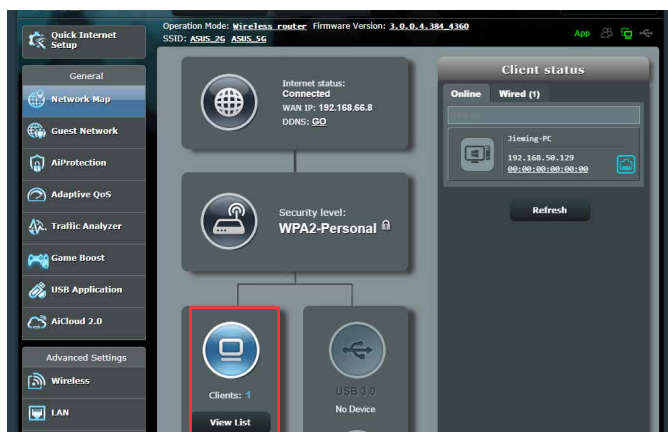 Quick Internet
Setup
General
Network Map
Guest Network
AiProtection
Adaptive QoS
Traffic Analyzer
Game Boost
USB Application
AiCloud 2.0
Advanced Settings
Wireless
LAN
Operation Mode: Wireless router Firmware Version: 3.0.0.4.384_4360
SSID: ASUS_2G ASUS_5G
App
Internet status:
Connected
WAN IP: 192.168.66.8
DDNS: GO
Security level:
WPA2-Personal
Clients: 1
View List
USB 3.0
No Device
Client status
Online Wired (1)
Jieming-PC
192.168.50.129
00:00:00:00:00:00
Refresh